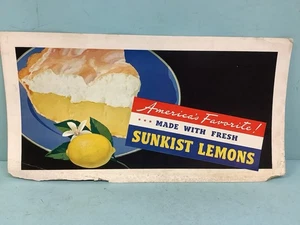 America's Favorite!
... MADE WITH FRESH
SUNKIST LEMONS